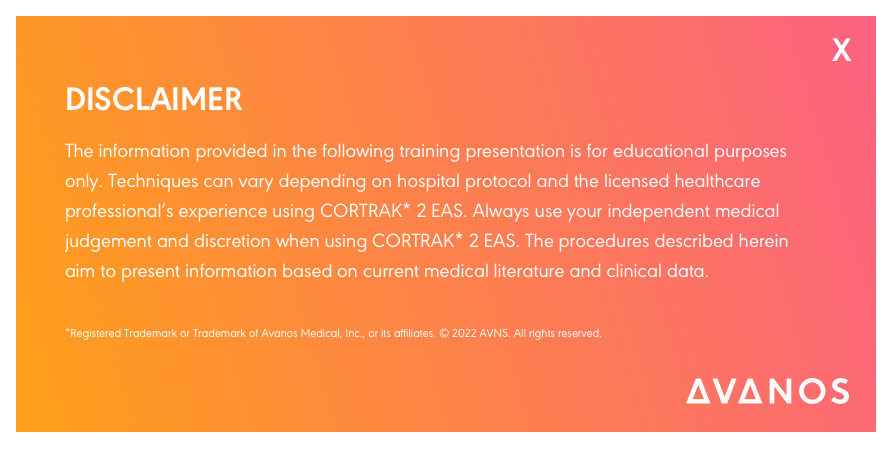 X
DISCLAIMER
The information provided in the following training presentation is for educational purposes
only. Techniques can vary depending on hospital protocol and the licensed healthcare
professional’s experience using CORTRAK* 2 EAS. Always use your independent medical
judgement and discretion when using CORTRAK* 2 EAS. The procedures described herein
aim to present information based on current medical literature and clinical data.
*Registered Trademark or Trademark of Avanos Medical, Inc., or its affiliates. © 2022 AVNS. All rights reserved.
AVANOS